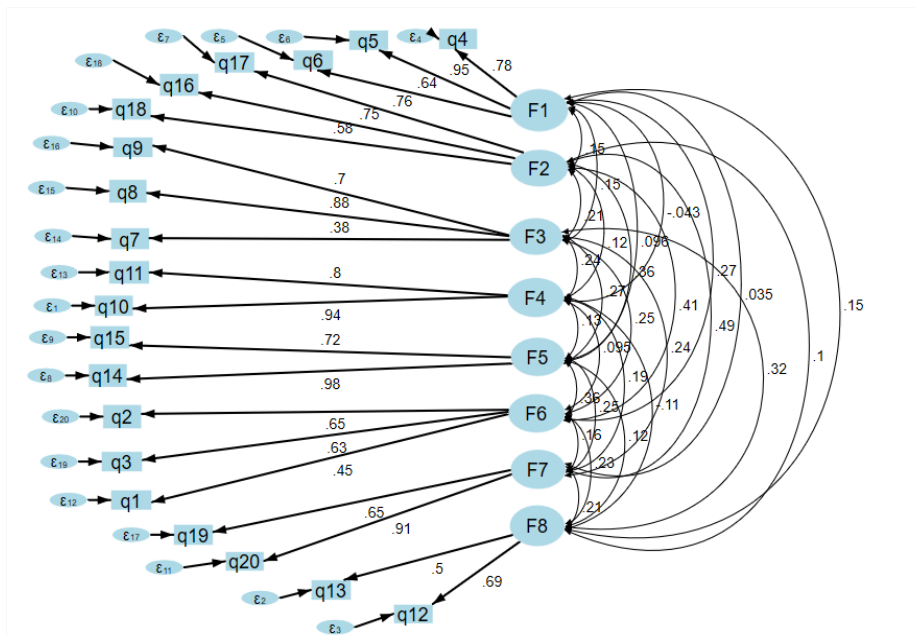 ε7 ε5 ε6 q5 ε4 q4
ε18 q17 q6 .95 .78
q16 .64
ε10 q18 .75 .76 F1
.58
ε16 q9 .15 F2
.7 .15
ε15 q8 .88 .21 -.043
ε14 q7 .38 F3 .12 .096
.24
ε13 q11 .8 .36 .27
ε1 q10 .94 F4 .27 .41 .035 .15
.13 .25
ε9 q15 .72 .49
F5 .095 .24 .1
ε8 q14 .98 .19 .32
ε20 q2 .36 .25 -.11
F6
.65 .16 .12
ε19 q3 .63
.45 F7 .23
ε12 q1
.65 .21
ε17 q19 .91 F8
ε11 q20
.5
ε2 q13 .69
ε3 q12